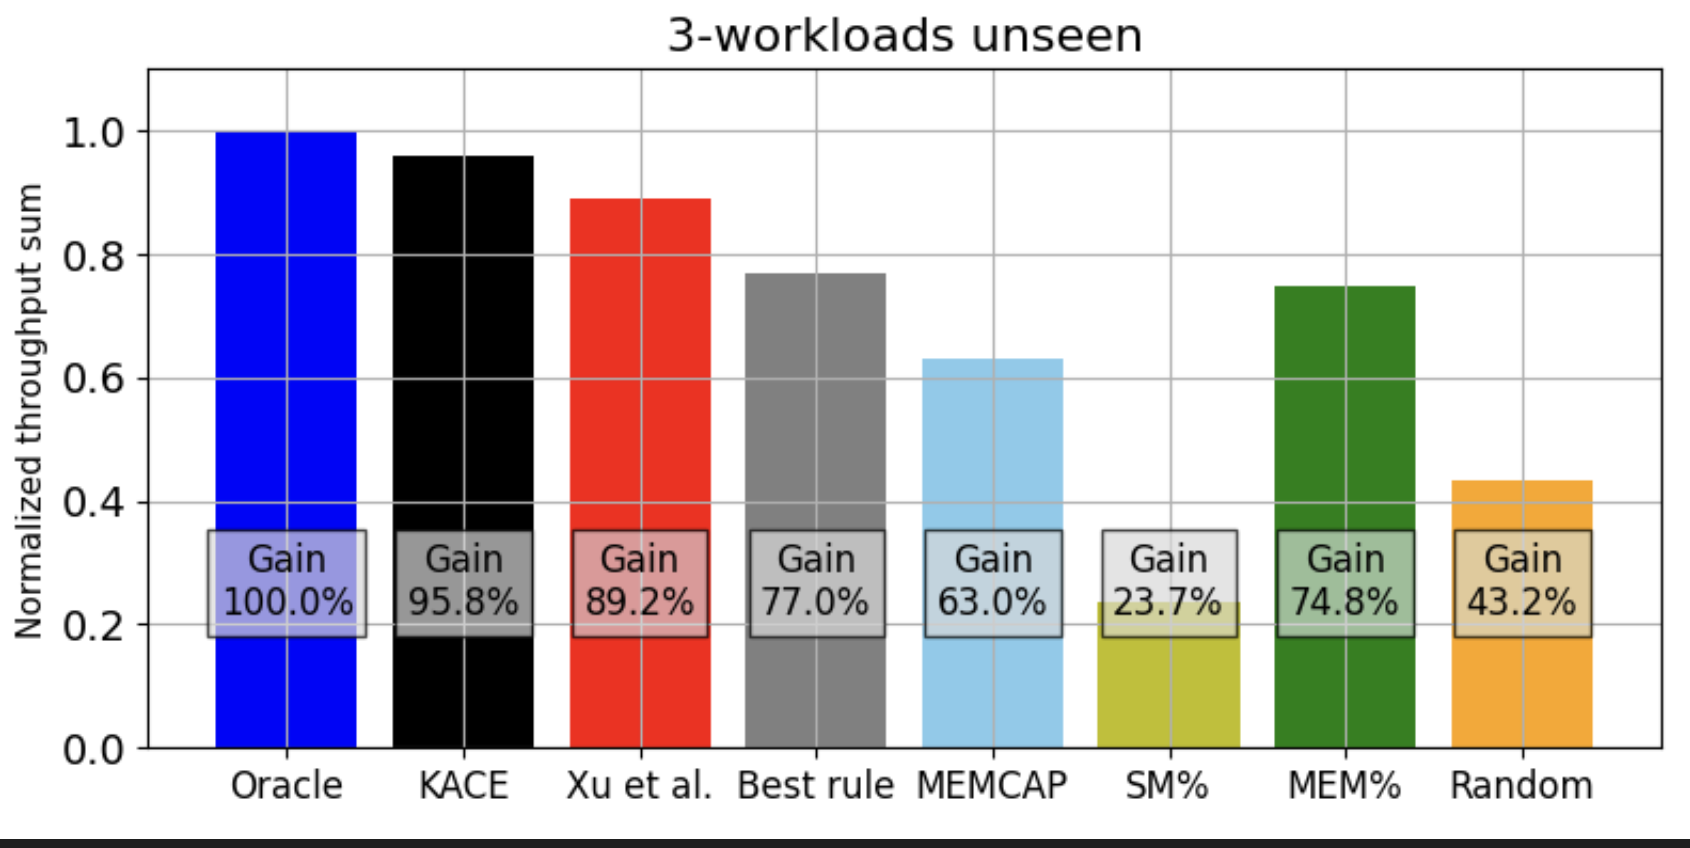 3-workloads unseen
Normalized throughput sum
1.0
0.8
0.6
0.4
0.2
0.0
Gain
100.0%
Gain
95.8%
Gain
89.2%
Gain
77.0%
Gain
63.0%
Gain
23.7%
Gain
74.8%
Gain
43.2%
Oracle
KACE
Xu et al.
Best rule
MEMCAP
SM%
MEM%
Random